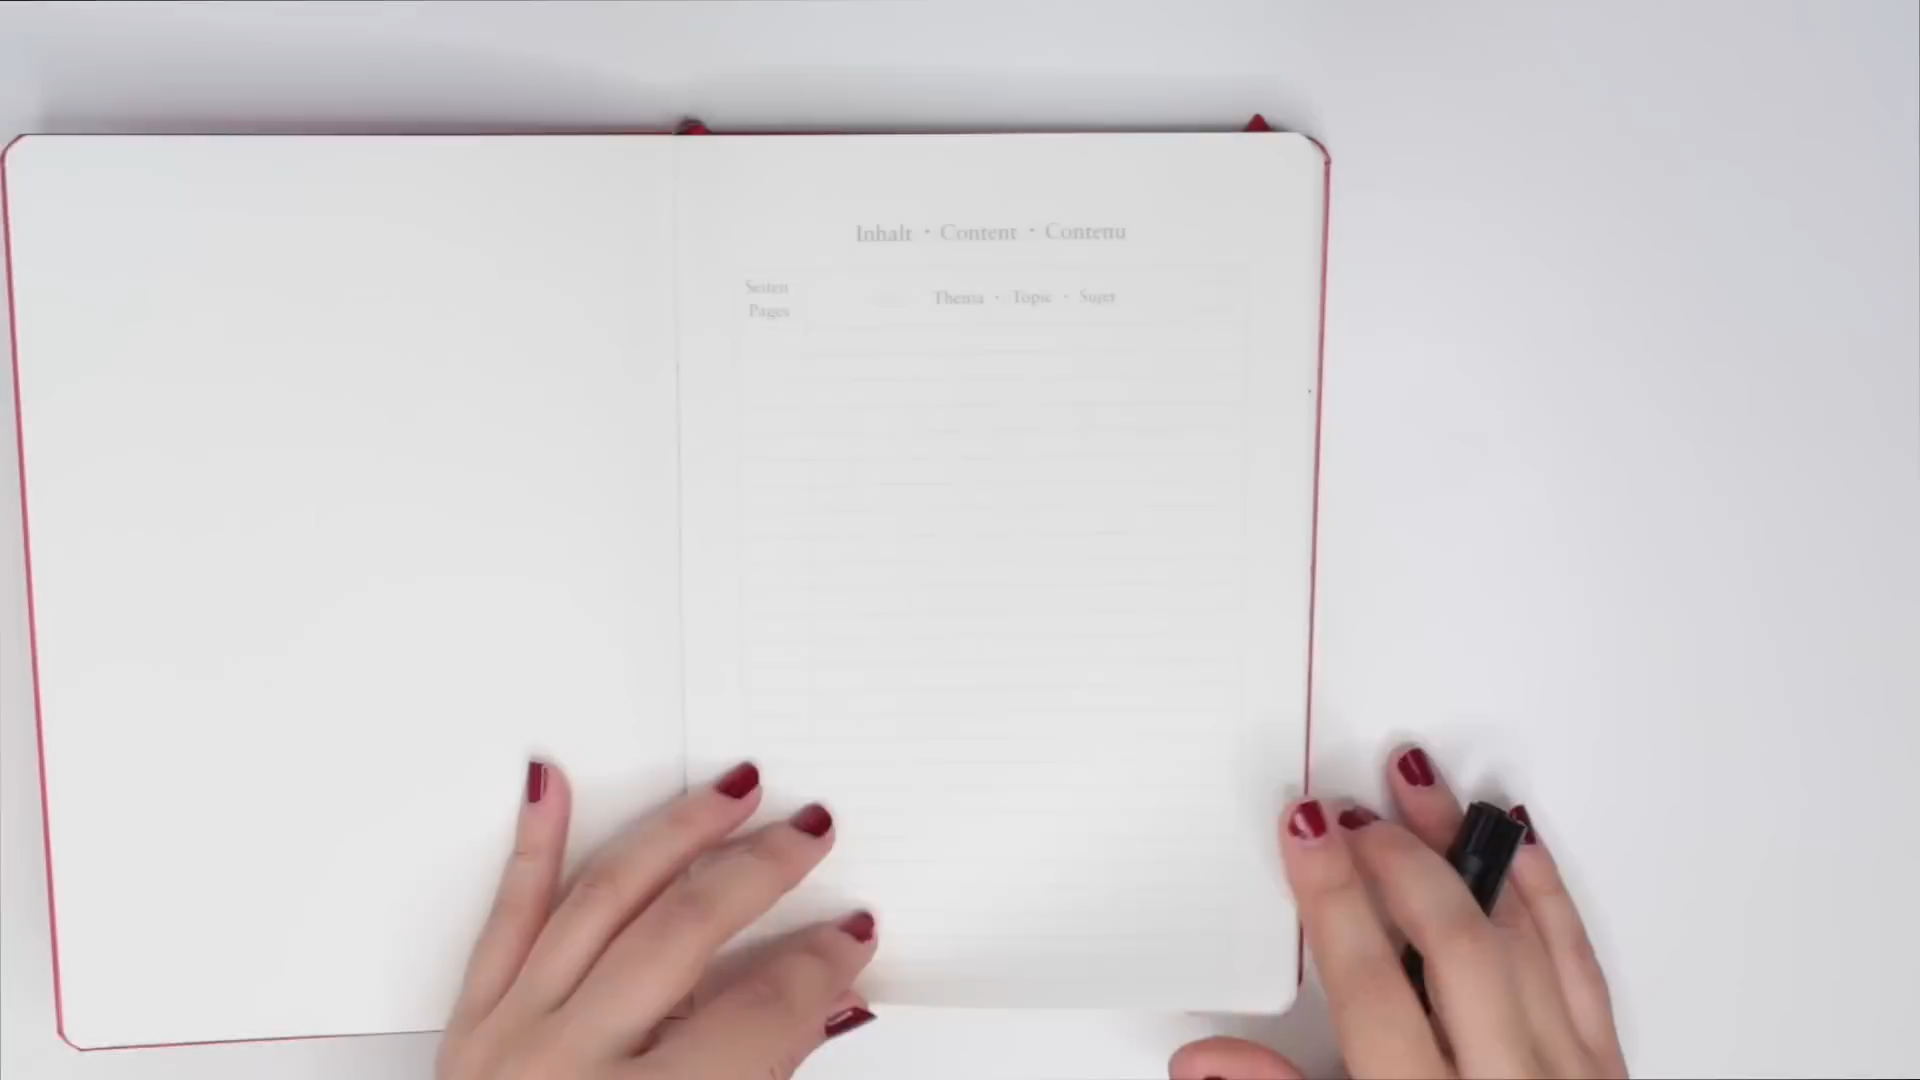 Inhalt · Content · Contenu
Seiten
Pages
Thema · Topic · Sujet